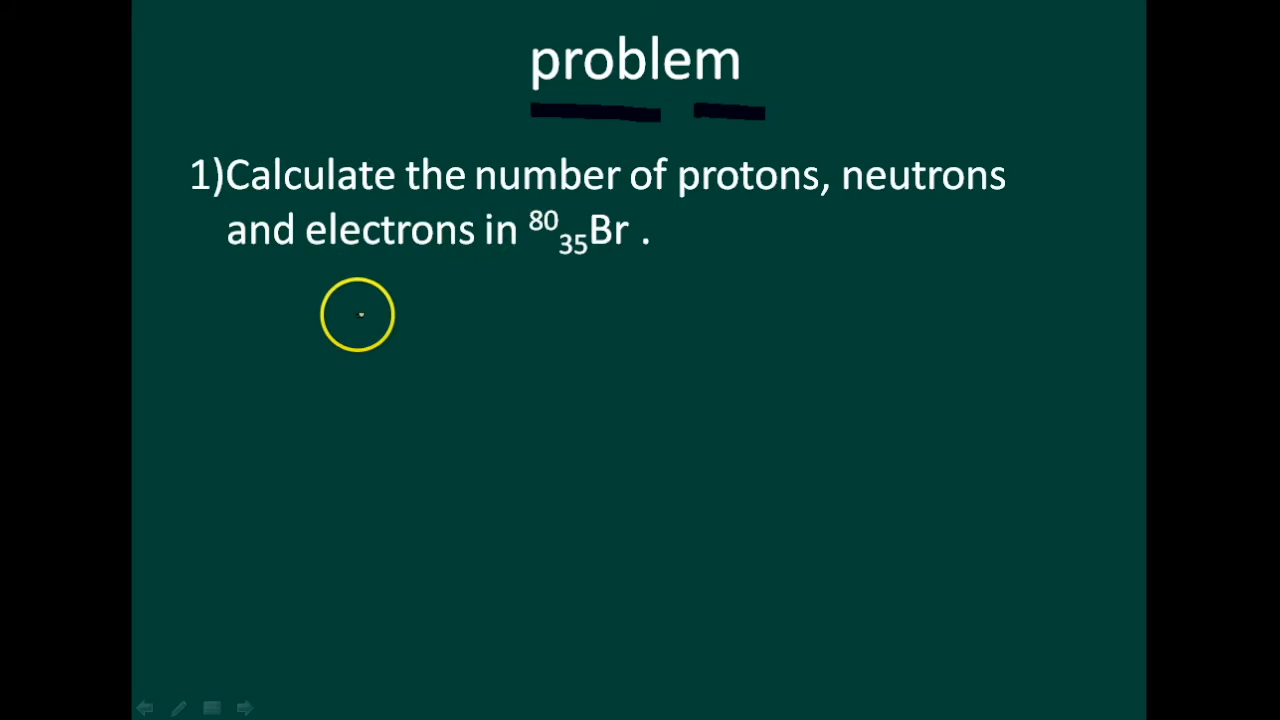 problem
1)Calculate the number of protons, neutrons
and electrons in ⁸⁰₃₅Br .